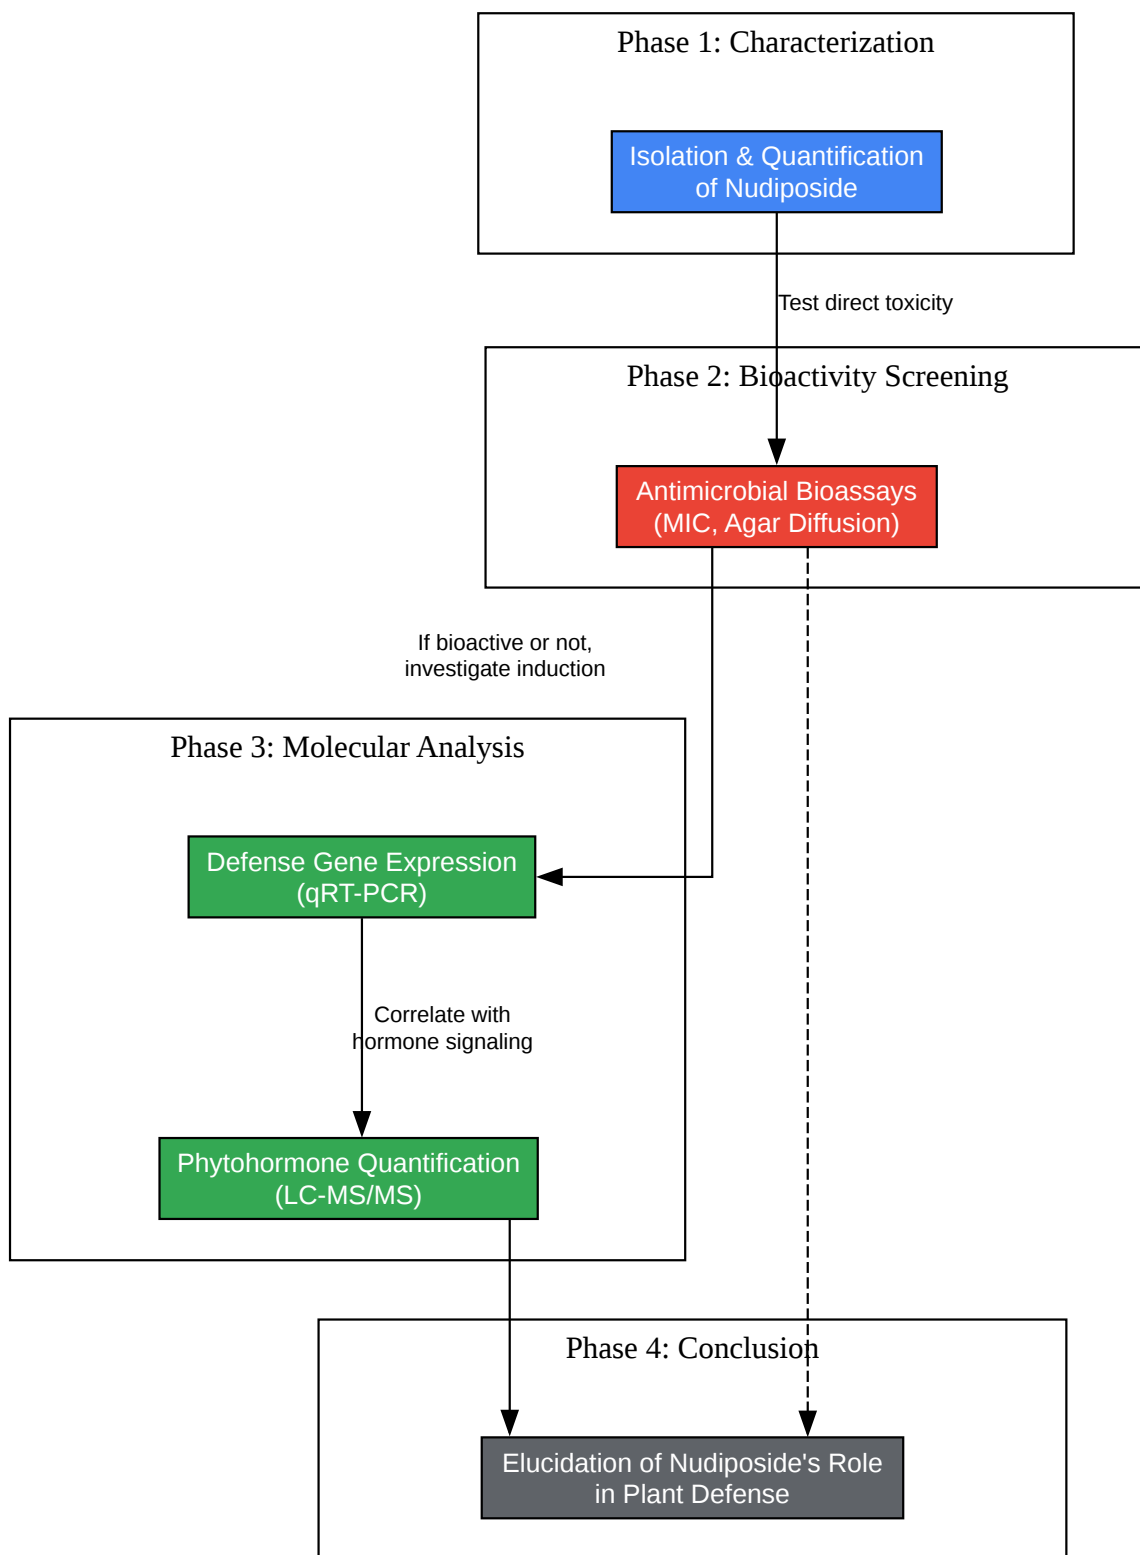 Phase 1: Characterization
Isolation & Quantification
of Nudiposide
Test direct toxicity
Phase 2: Bioactivity Screening
Antimicrobial Bioassays
(MIC, Agar Diffusion)
If bioactive or not,
investigate induction
Phase 3: Molecular Analysis
Defense Gene Expression
(qRT-PCR)
Correlate with
hormone signaling
Phytohormone Quantification
(LC-MS/MS)
Phase 4: Conclusion
Elucidation of Nudiposide's Role
in Plant Defense